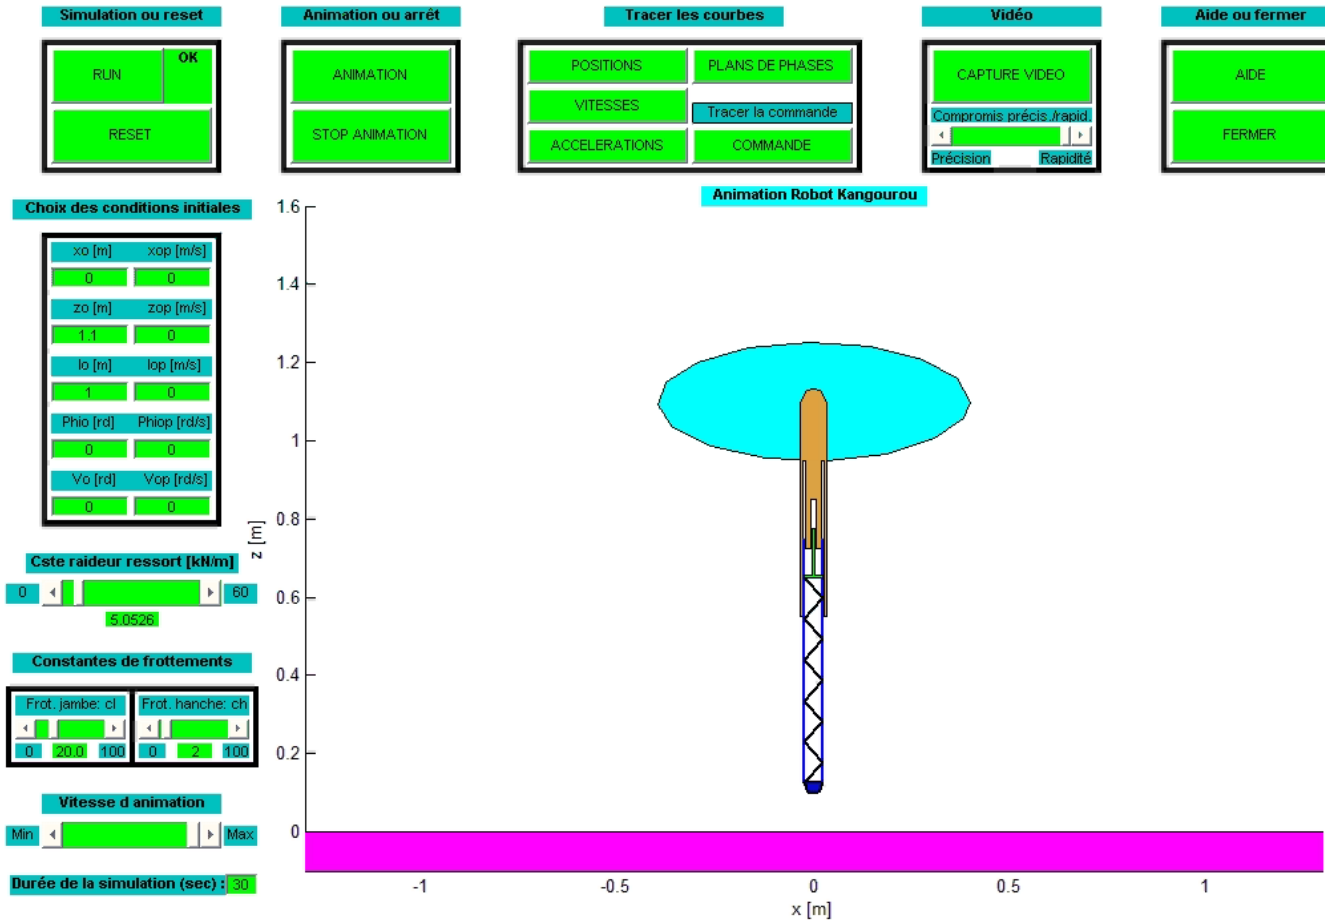 Simulation ou reset
Animation ou arrêt
Tracer les courbes
Vidéo
Aide ou fermer
RUN
OK
RESET
ANIMATION
STOP ANIMATION
POSITIONS
PLANS DE PHASES
VITESSES
Tracer la commande
ACCELERATIONS
COMMANDE
CAPTURE VIDEO
Compromis précis./rapid.
Précision
Rapidité
AIDE
FERMER
Choix des conditions initiales
xo [m] xop [m/s]
0 0
zo [m] zop [m/s]
1.1 0
lo [m] lop [m/s]
1 0
Phio [rd] Phiop [rd/s]
0 0
Vo [rd] Vop [rd/s]
0 0
Cste raideur ressort [kN/m]
0 60
5.0526
Constantes de frottements
Frot. jambe: cl
Frot. hanche: ch
0 20.0 100
0 2 100
Vitesse d animation
Min Max
Durée de la simulation (sec) : 30
Animation Robot Kangourou
1.6
1.4
1.2
1
0.8
0.6
0.4
0.2
0
z [m]
-1 -0.5 0 0.5 1
x [m]